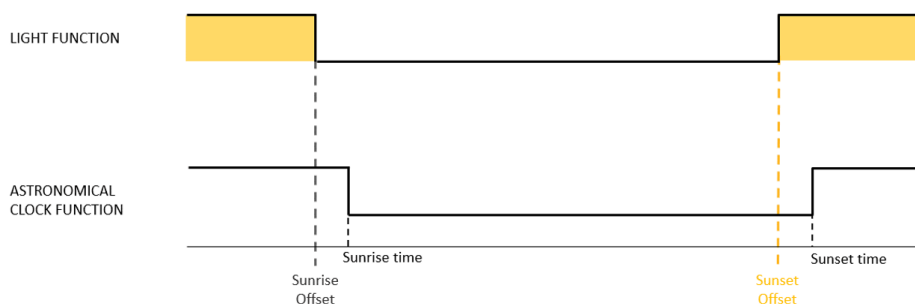 LIGHT FUNCTION
ASTRONOMICAL
CLOCK FUNCTION
Sunrise time
Sunset time
Sunrise
Offset
Sunset
Offset